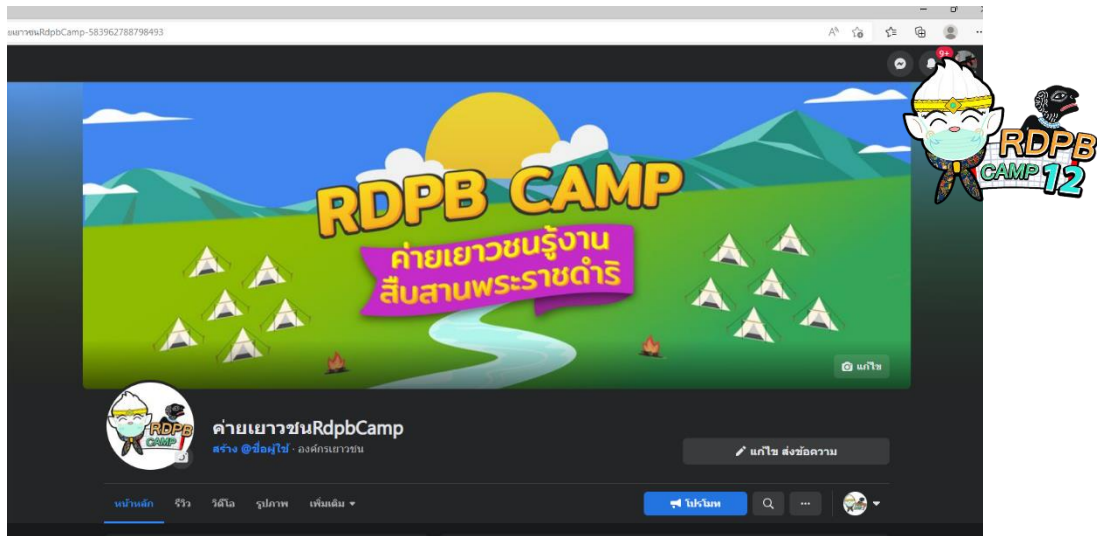 ยาวชนRdpbCamp-583962788798493
9+
RDPB CAMP
ค่ายเยาวชนรู้งาน
สืบสานพระราชดำริ
RDPB
CAMP 12
แก้ไข
RDPB
CAMP
ค่ายเยาวชนRdpbCamp
สร้าง @ชื่อผู้ใช้ · องค์กรเยาวชน
แก้ไข ส่งข้อความ
หน้าหลัก รีวิว วิดีโอ รูปภาพ เพิ่มเติม
โปรโมท